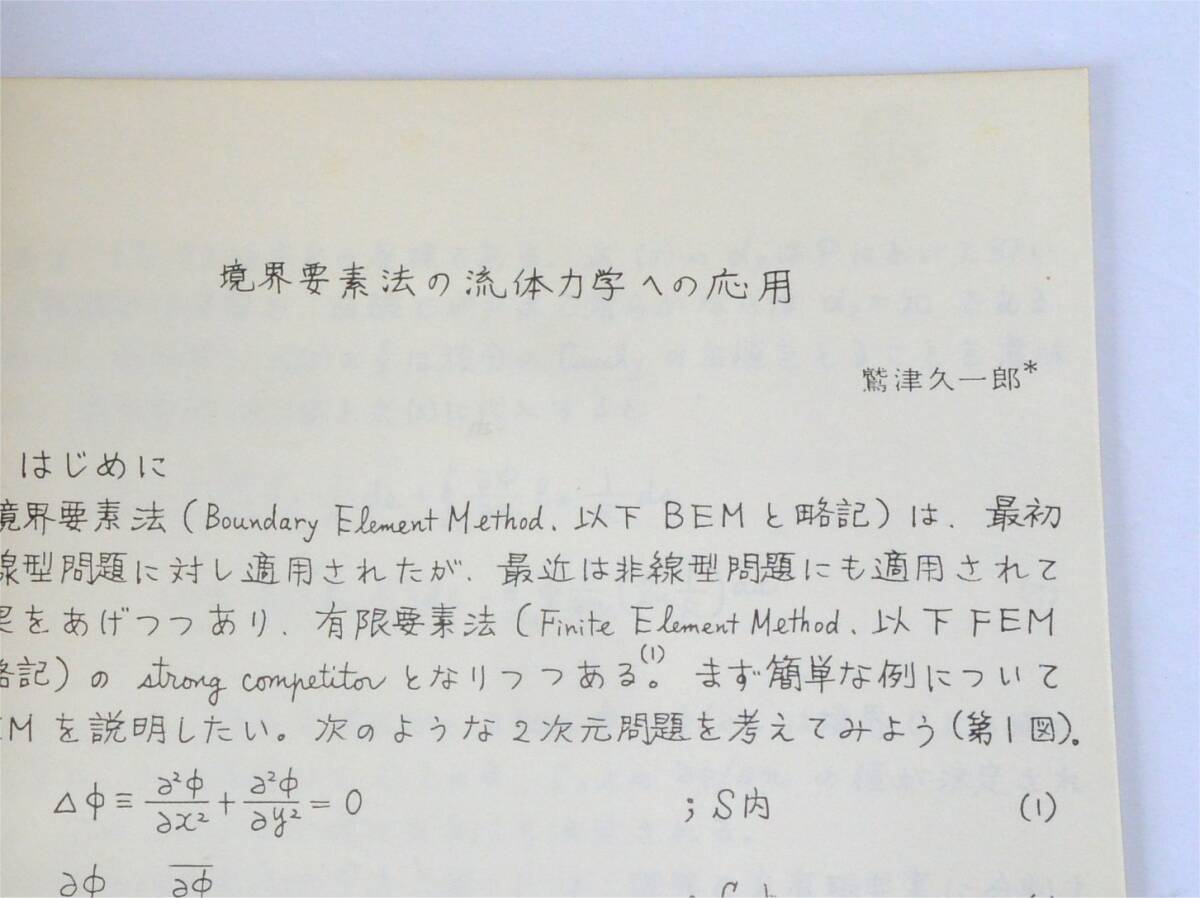 境界要素法の流体力学への応用
鷲津久一郎*
はじめに
境界要素法(Boundary Element Method、以下 BEM と略記)は、最初
線型問題に対し適用されたが、最近は非線型問題にも適用されて
をあげつつあり、有限要素法(Finite Element Method、以下 FEM
略記)の strong competitor となりつつある。(1) まず簡単な例について
EM を説明したい。次のような2次元問題を考えてみよう(第1図)。
△φ≡∂²φ/∂x²+∂²φ/∂y²=0 ;S内 (1)
∂φ ∂φ